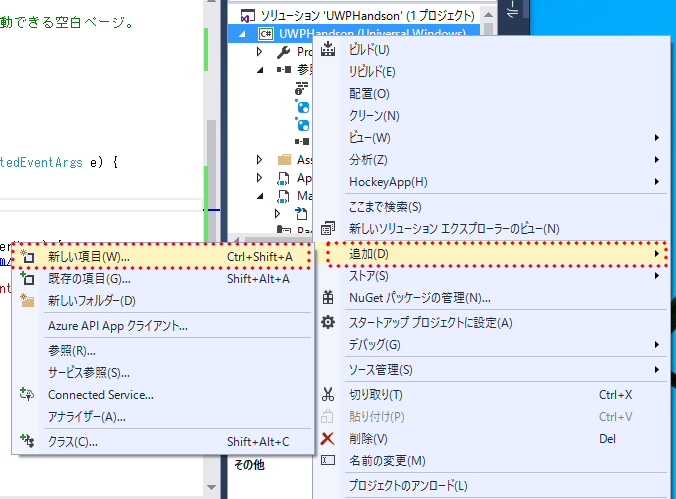 動できる空白ページ。
tedEventArgs e) {
ソリューション 'UWPHandson' (1 プロジェクト)
UWPHandson (Universal Windows)
Pro
参照
Ass
Ap
Ma
ビルド(U)
リビルド(E)
配置(O)
クリーン(N)
ビュー(W)
分析(Z)
HockeyApp(H)
ここまで検索(S)
新しいソリューション エクスプローラーのビュー(N)
追加(D)
ストア(S)
NuGet パッケージの管理(N)...
スタートアップ プロジェクトに設定(A)
デバッグ(G)
ソース管理(S)
切り取り(T) Ctrl+X
貼り付け(P) Ctrl+V
削除(V) Del
名前の変更(M)
プロジェクトのアンロード(L)
新しい項目(W)... Ctrl+Shift+A
既存の項目(G)... Shift+Alt+A
新しいフォルダー(D)
Azure API App クライアント...
参照(R)...
サービス参照(S)...
Connected Service...
アナライザー(A)...
クラス(C)... Shift+Alt+C
その他